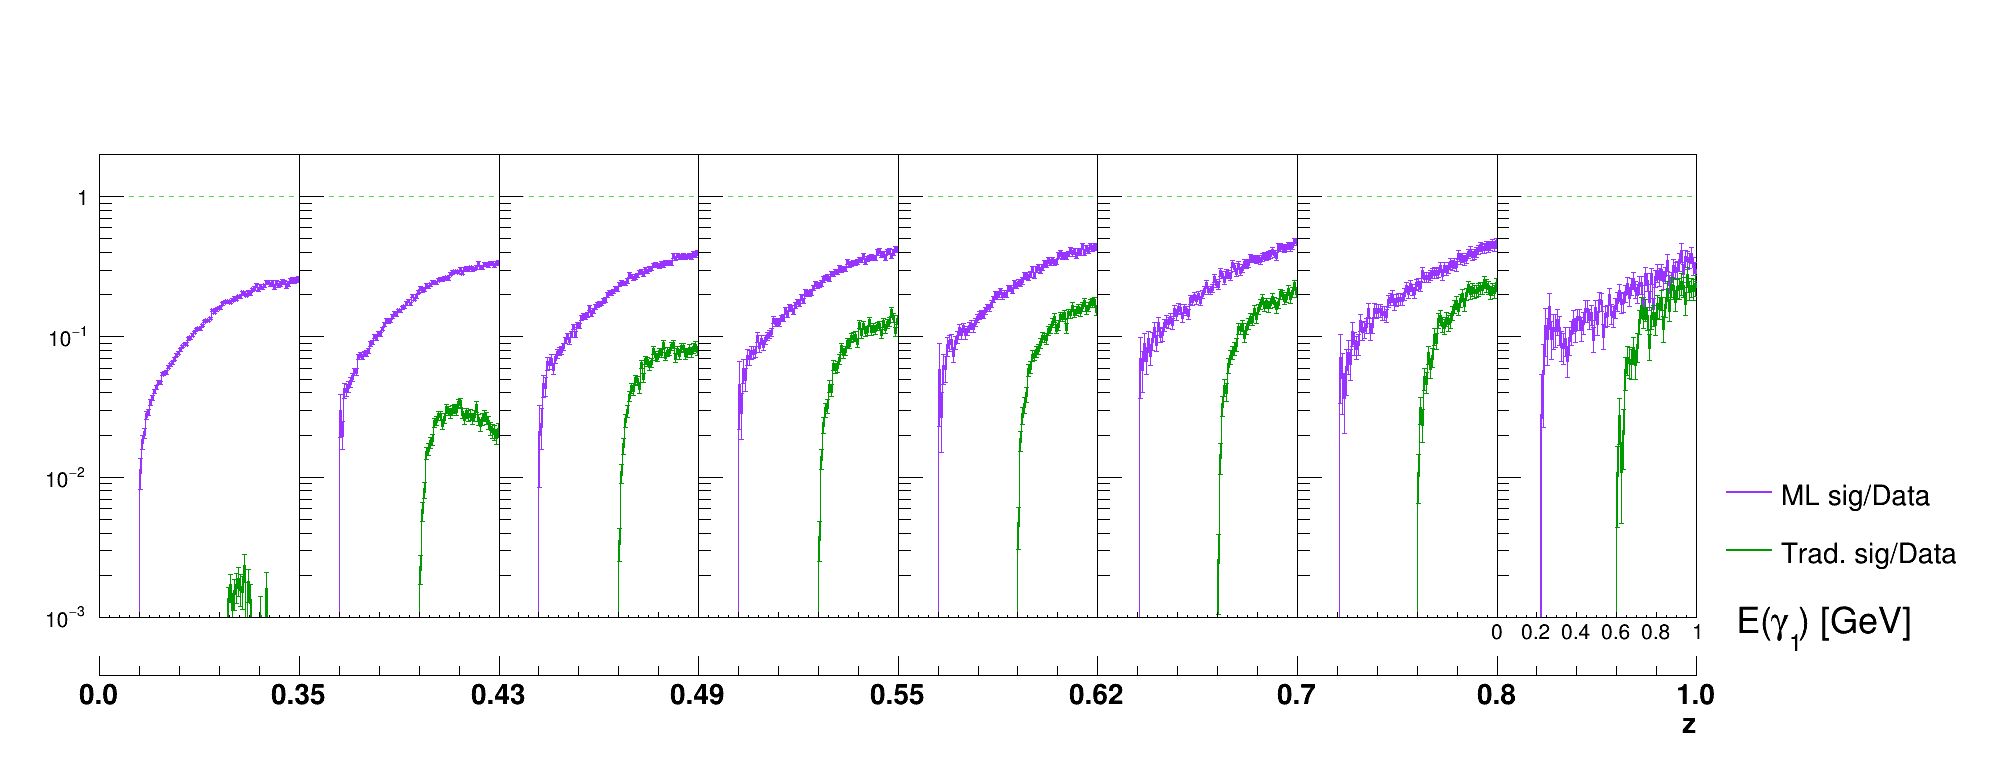 1
10⁻¹
10⁻²
10⁻³
ML sig/Data
Trad. sig/Data
0 0.2 0.4 0.6 0.8 1
E(γ₁) [GeV]
0.0 0.35 0.43 0.49 0.55 0.62 0.7 0.8 1.0
z